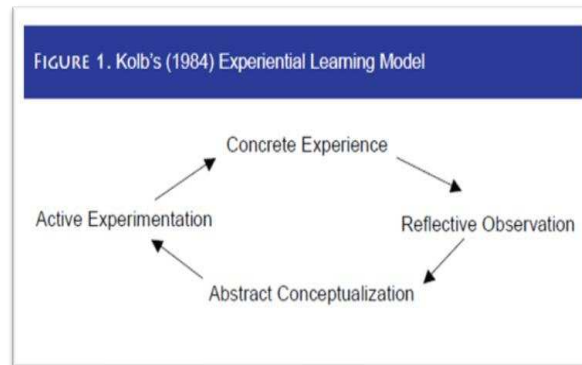 FIGURE 1. Kolb's (1984) Experiential Learning Model
Concrete Experience
Active Experimentation
Reflective Observation
Abstract Conceptualization